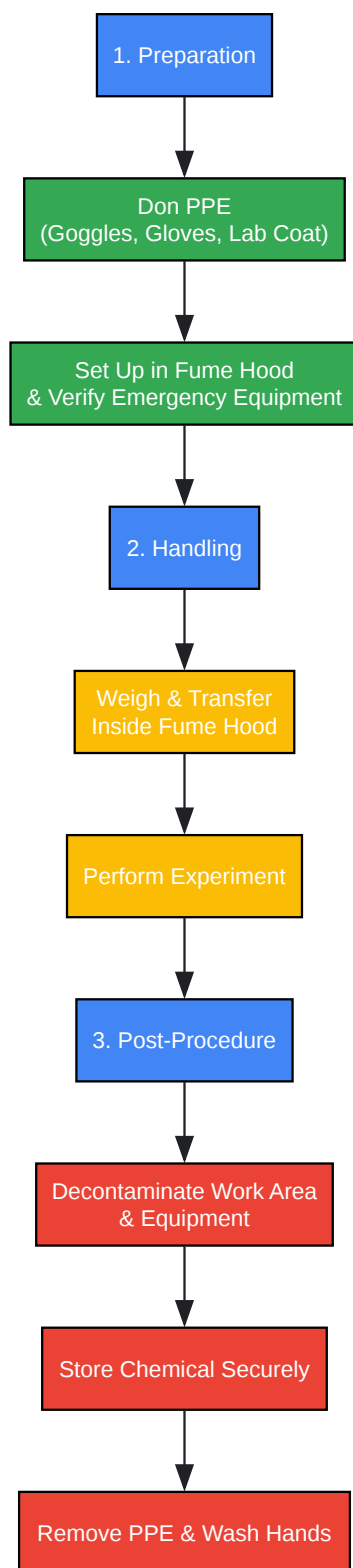 1. Preparation
Don PPE
(Goggles, Gloves, Lab Coat)
Set Up in Fume Hood
& Verify Emergency Equipment
2. Handling
Weigh & Transfer
Inside Fume Hood
Perform Experiment
3. Post-Procedure
Decontaminate Work Area
& Equipment
Store Chemical Securely
Remove PPE & Wash Hands